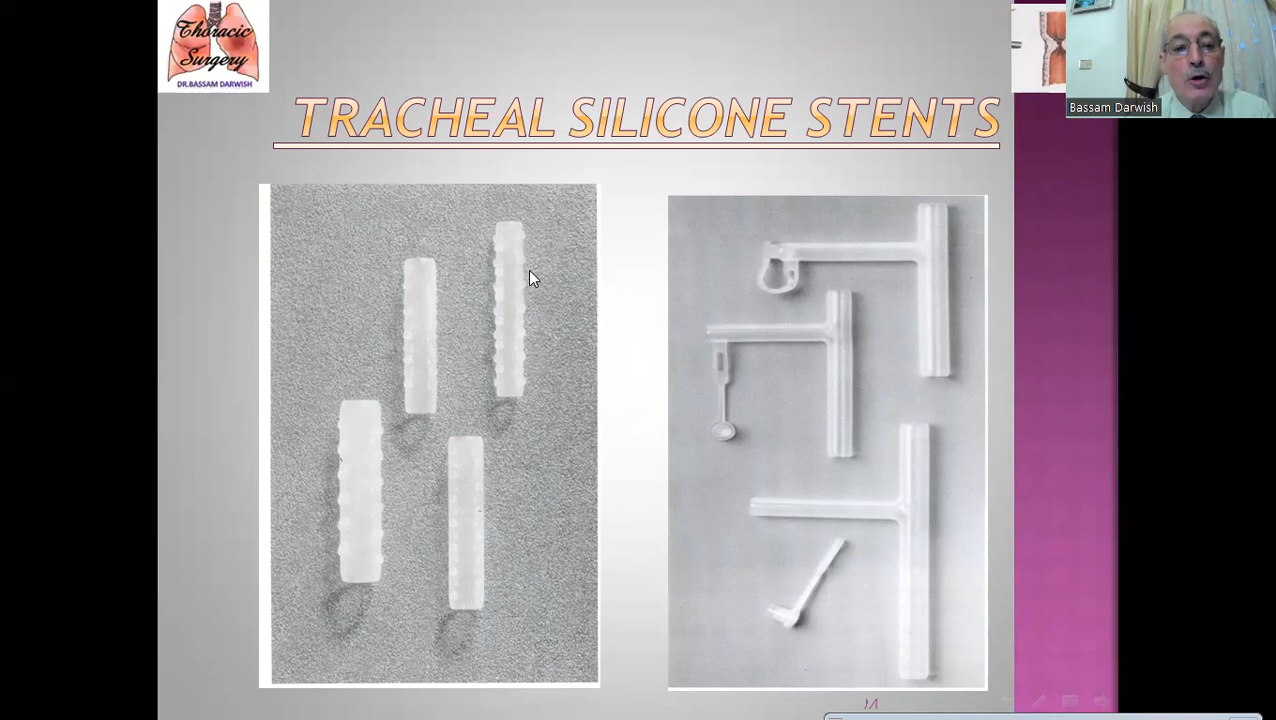 Thoracic
Surgery
DR.BASSAM DARWISH
TRACHEAL SILICONE STENTS
Bassam Darwish